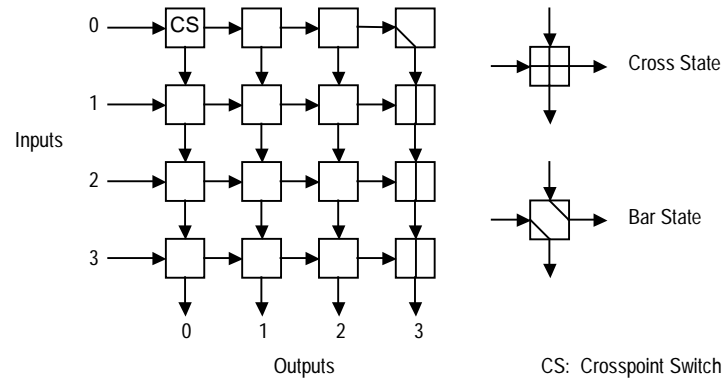 0
CS
Cross State
1
Inputs
2
Bar State
3
0 1 2 3
Outputs
CS: Crosspoint Switch